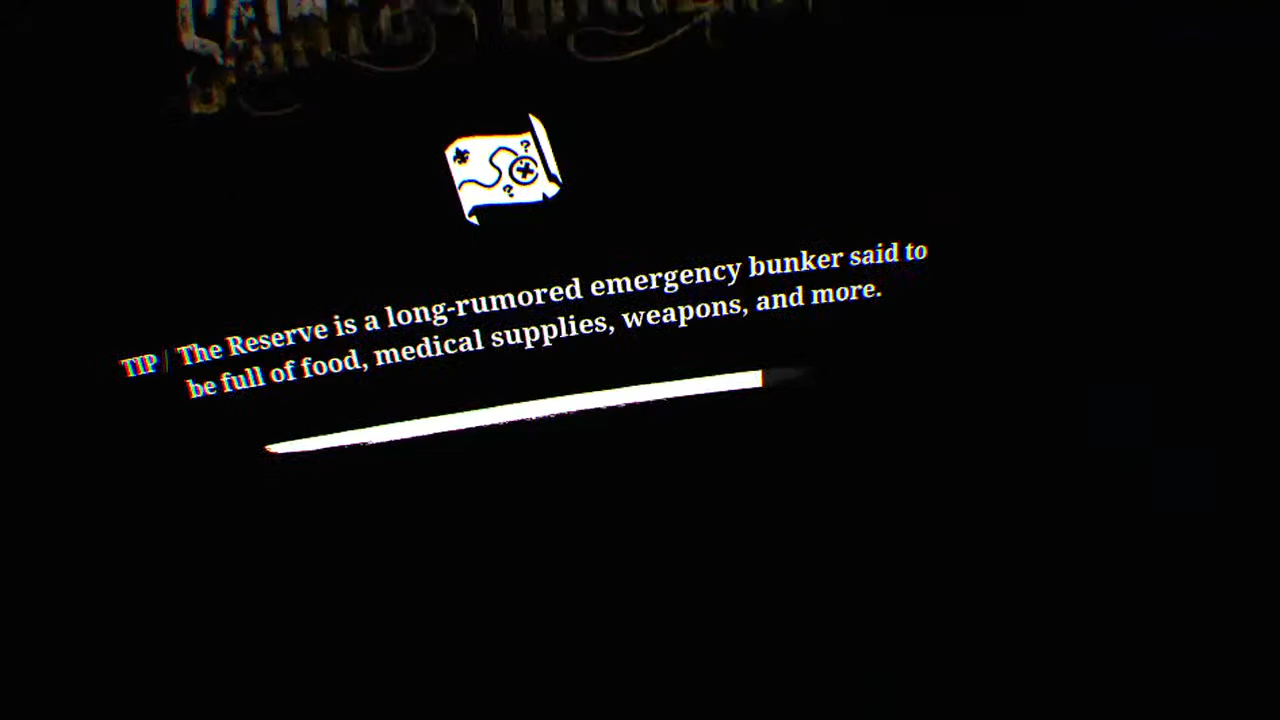 TIP | The Reserve is a long-rumored emergency bunker said to
be full of food, medical supplies, weapons, and more.